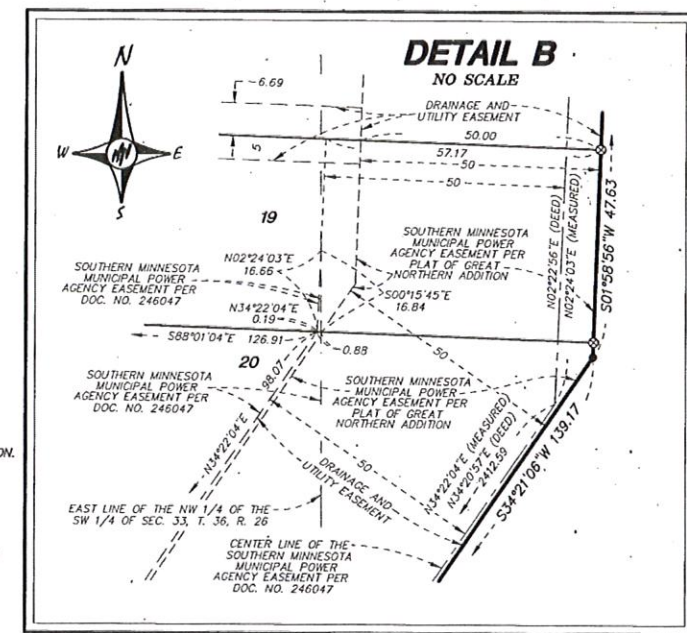 DETAIL B
NO SCALE
N
W
E
S
6.69
5
DRAINAGE AND
UTILITY EASEMENT
50.00
57.17
50
50
19
N02°24'03"E
16.66
SOUTHERN MINNESOTA
MUNICIPAL POWER
AGENCY EASEMENT PER
DOC. NO. 246047
N34°22'04"E
0.19
SOUTHERN MINNESOTA
MUNICIPAL POWER
AGENCY EASEMENT PER
PLAT OF GREAT
NORTHERN ADDITION
S00°15'45"E
16.84
N02°22'56"E (DEED)
N02°24'03"E (MEASURED)
S01°58'56"W 47.63
S88°01'04"E 126.91
0.88
20
50
SOUTHERN MINNESOTA
MUNICIPAL POWER
AGENCY EASEMENT PER
DOC. NO. 246047
98.07
N34°22'04"E
SOUTHERN MINNESOTA
MUNICIPAL POWER
AGENCY EASEMENT PER
PLAT OF GREAT
NORTHERN ADDITION
50
DRAINAGE AND
UTILITY EASEMENT
N34°22'04"E (MEASURED)
N34°20'57"E (DEED)
2412.59
S34°21'06"W 139.17
ON.
EAST LINE OF THE NW 1/4 OF THE
SW 1/4 OF SEC. 33, T. 36, R. 26
CENTER LINE OF THE
SOUTHERN MINNESOTA
MUNICIPAL POWER
AGENCY EASEMENT PER
DOC. NO. 246047